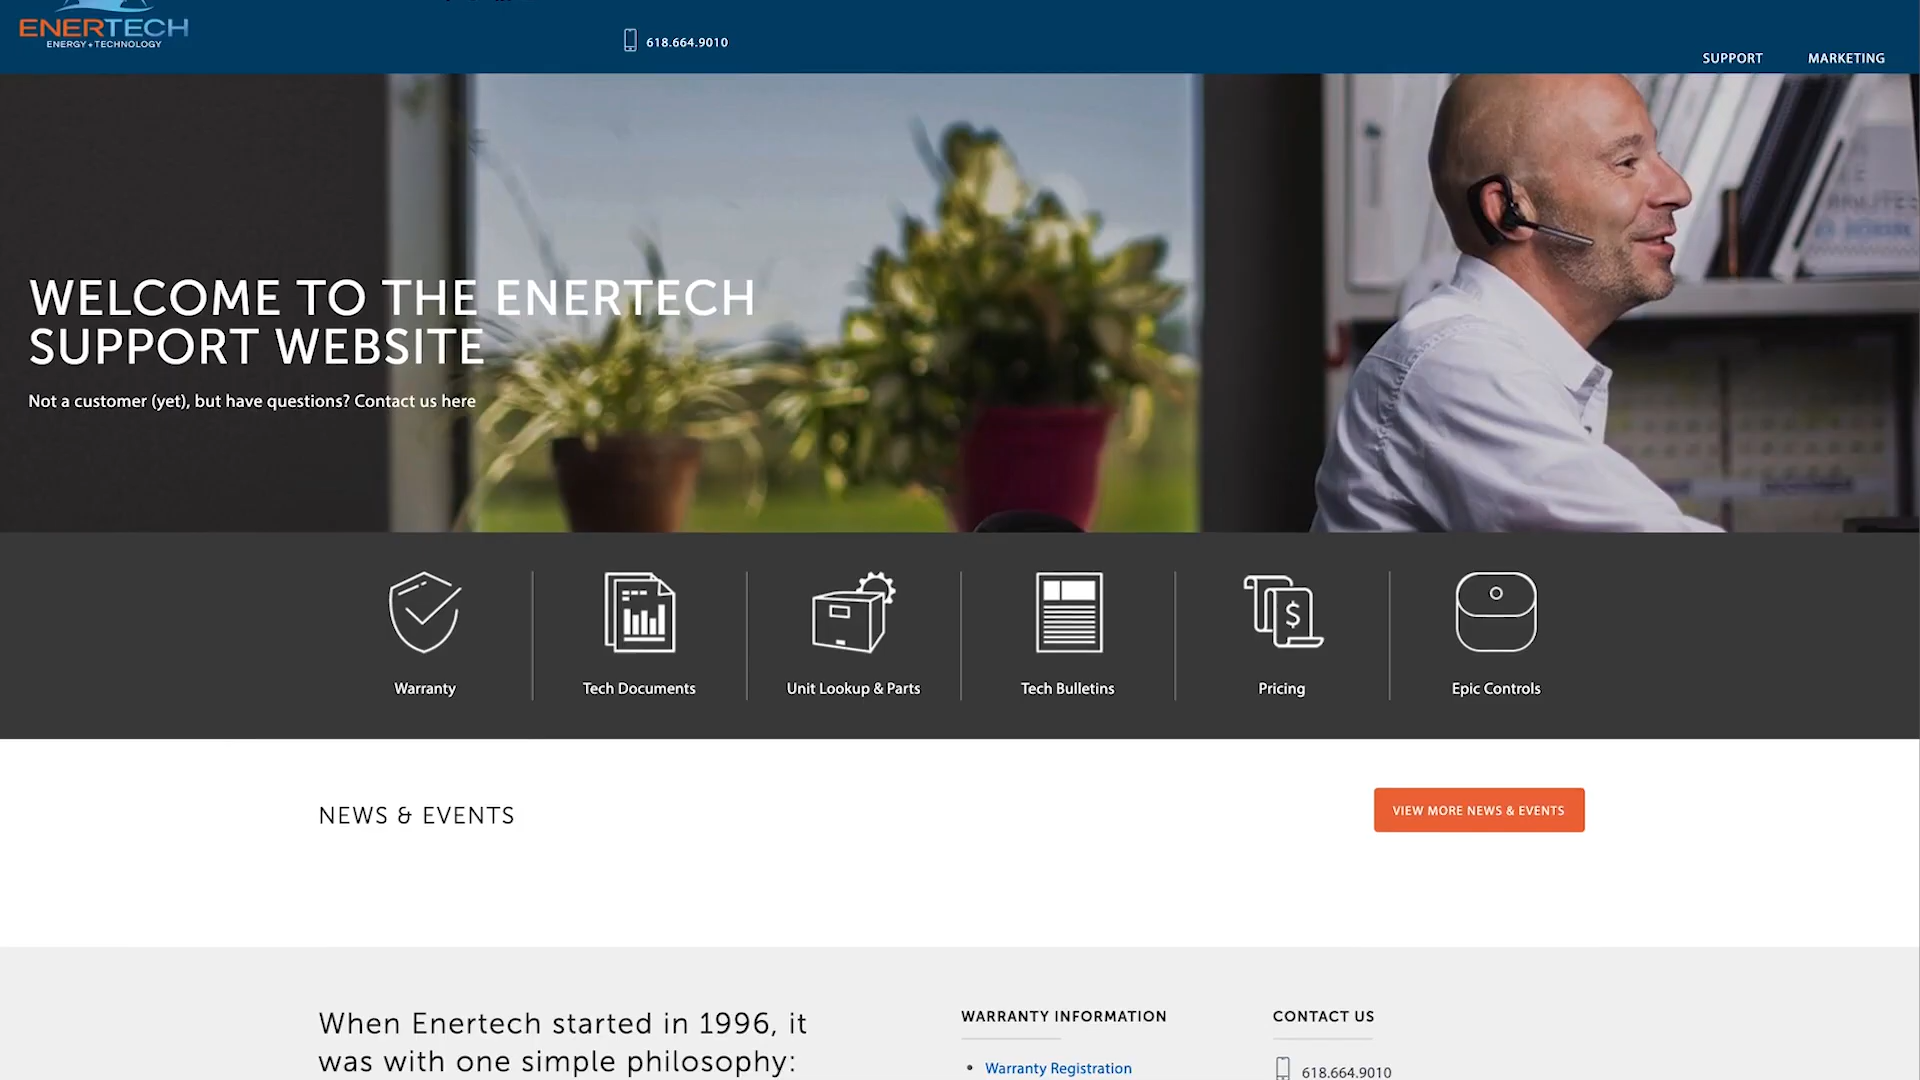 ENERTECH
ENERGY + TECHNOLOGY
618.664.9010
SUPPORT
MARKETING
WELCOME TO THE ENERTECH
SUPPORT WEBSITE
Not a customer (yet), but have questions? Contact us here
$
Warranty
Tech Documents
Unit Lookup & Parts
Tech Bulletins
Pricing
Epic Controls
NEWS & EVENTS
VIEW MORE NEWS & EVENTS
When Enertech started in 1996, it
was with one simple philosophy:
WARRANTY INFORMATION
• Warranty Registration
CONTACT US
618.664.9010